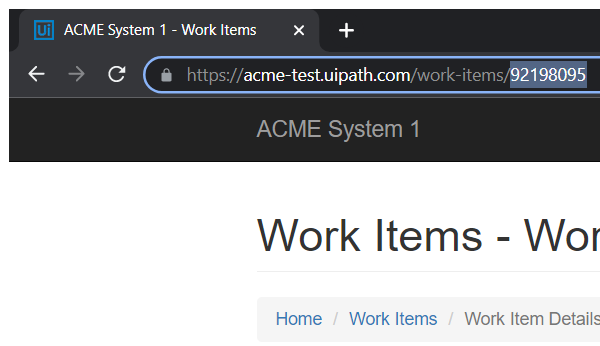 Ui ACME System 1 - Work Items
https://acme-test.uipath.com/work-items/92198095
ACME System 1
Work Items - Wor
Home / Work Items / Work Item Details